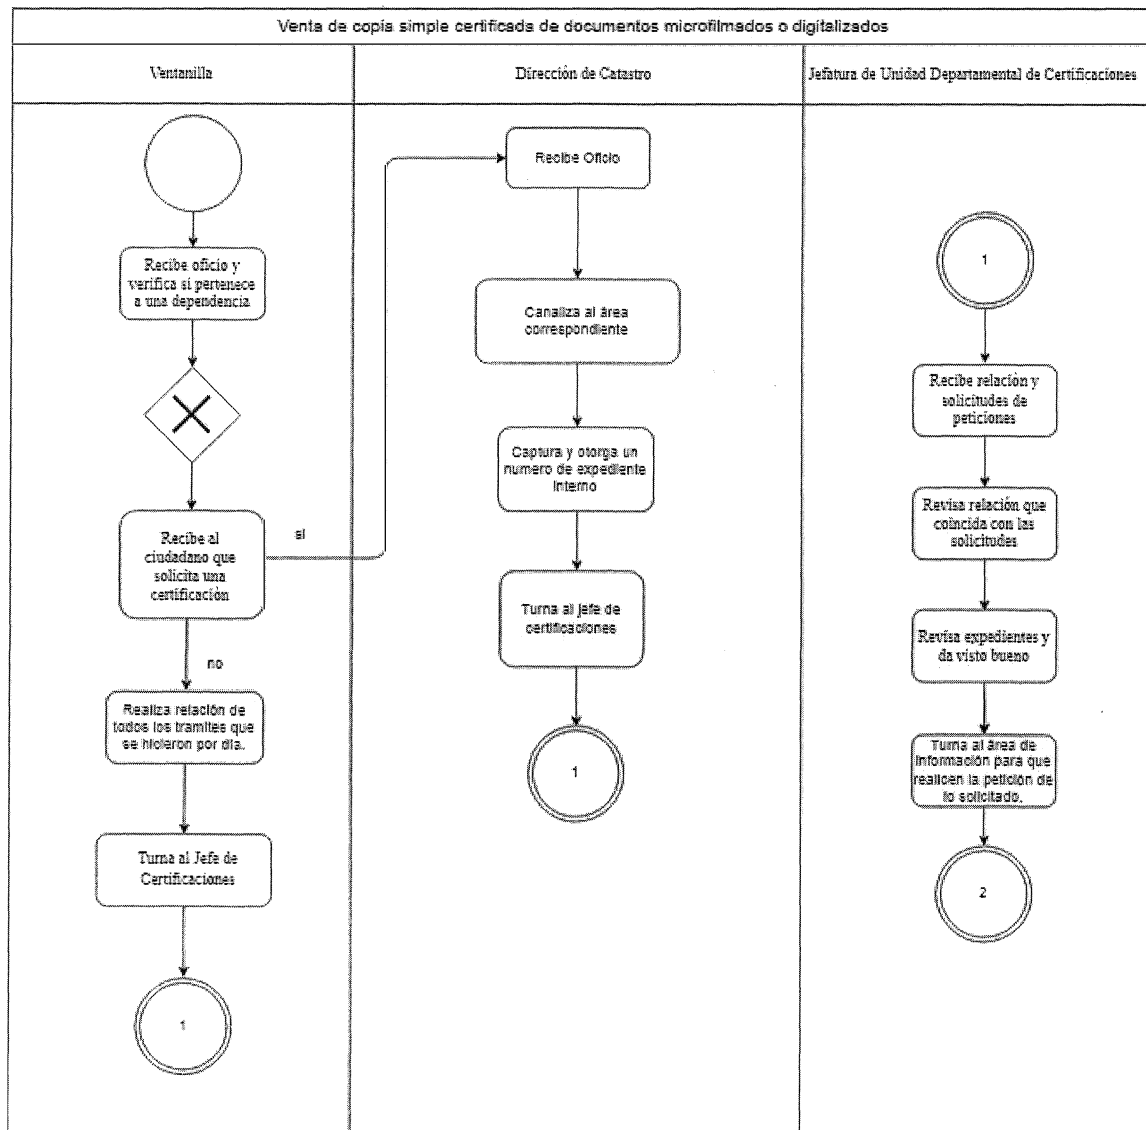 Venta de copia simple certificada de documentos microfilmados o digitalizados
Ventanilla
Dirección de Catastro
Jefatura de Unidad Departamental de Certificaciones
Recibe oficio y
verifica si pertenece
a una dependencia
Recibe al
ciudadano que
solicita una
certificación
si
no
Realiza relación de
todos los tramites que
se hicieron por día.
Turna al Jefe de
Certificaciones
1
Recibe Oficio
Canaliza al área
correspondiente
Captura y otorga un
numero de expediente
interno
Turna al jefe de
certificaciones
1
1
Recibe relación y
solicitudes de
peticiones
Revisa relación que
coincida con las
solicitudes
Revisa expedientes y
da visto bueno
Turna al área de
información para que
realicen la petición de
lo solicitado.
2